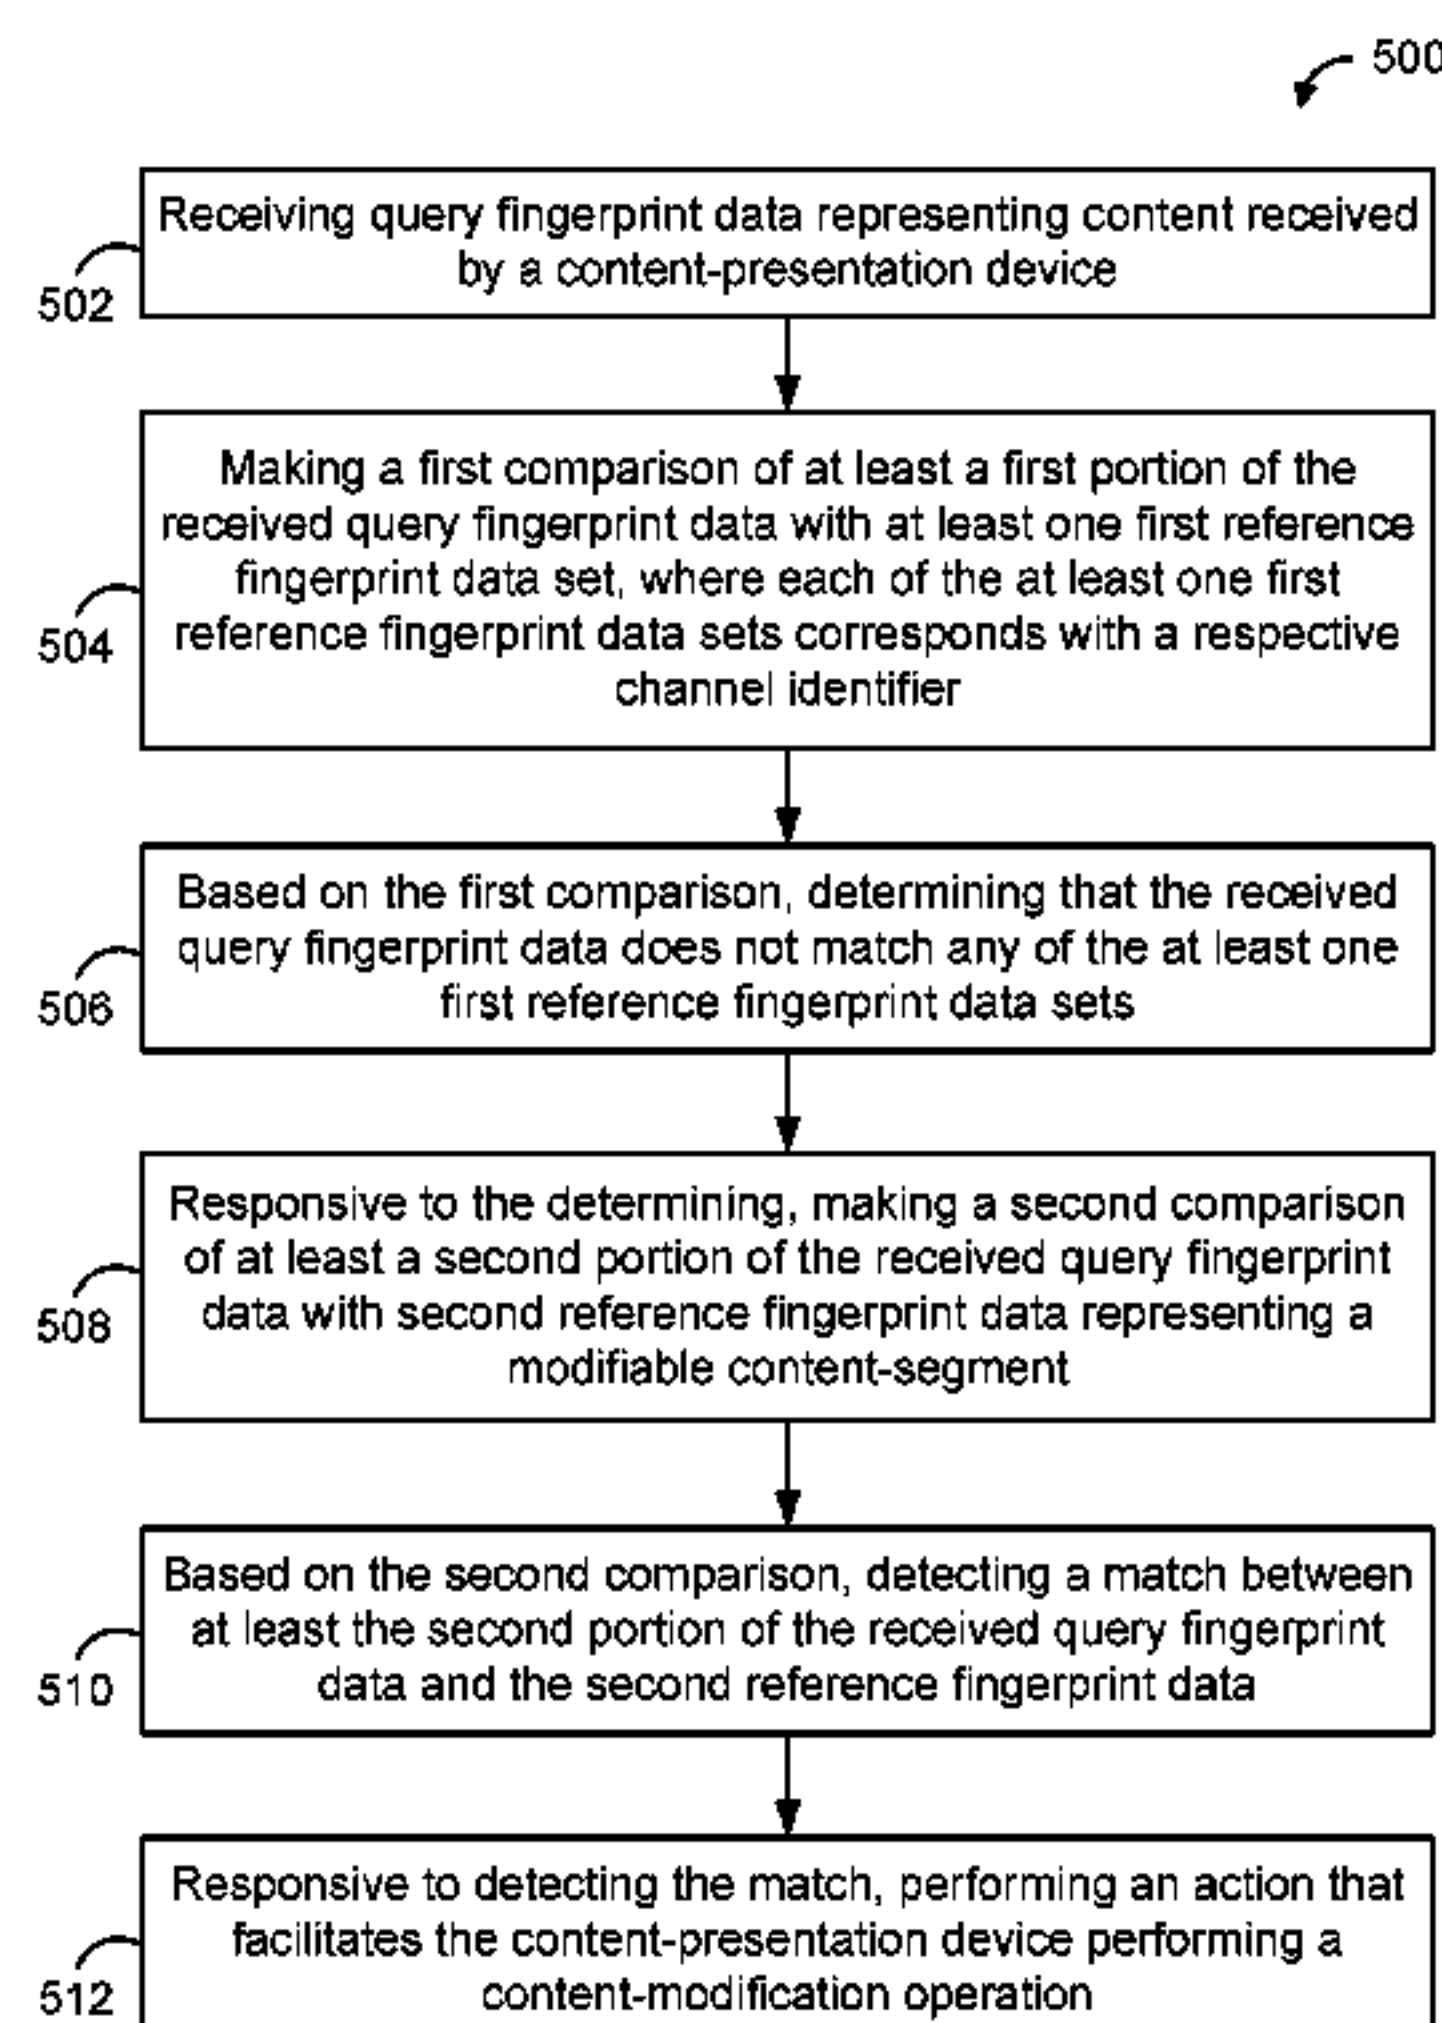 500
Receiving query fingerprint data representing content received
by a content-presentation device
502
Making a first comparison of at least a first portion of the
received query fingerprint data with at least one first reference
fingerprint data set, where each of the at least one first
reference fingerprint data sets corresponds with a respective
channel identifier
504
Based on the first comparison, determining that the received
query fingerprint data does not match any of the at least one
first reference fingerprint data sets
506
Responsive to the determining, making a second comparison
of at least a second portion of the received query fingerprint
data with second reference fingerprint data representing a
modifiable content-segment
508
Based on the second comparison, detecting a match between
at least the second portion of the received query fingerprint
data and the second reference fingerprint data
510
Responsive to detecting the match, performing an action that
facilitates the content-presentation device performing a
content-modification operation
512